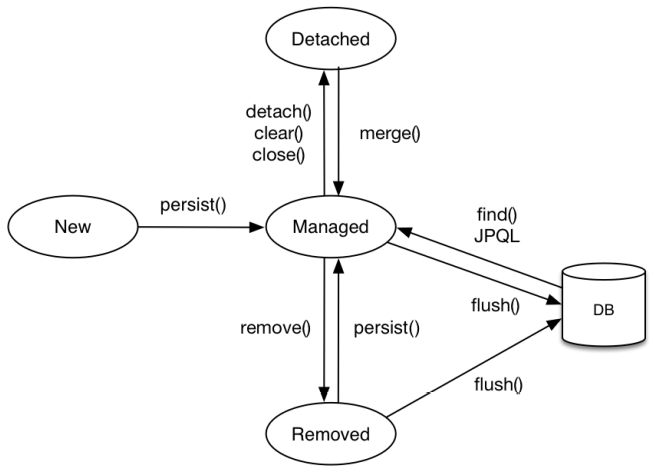 Detached
detach()
clear()
close()
merge()
persist()
New
Managed
find()
JPQL
flush()
DB
remove()
persist()
flush()
Removed